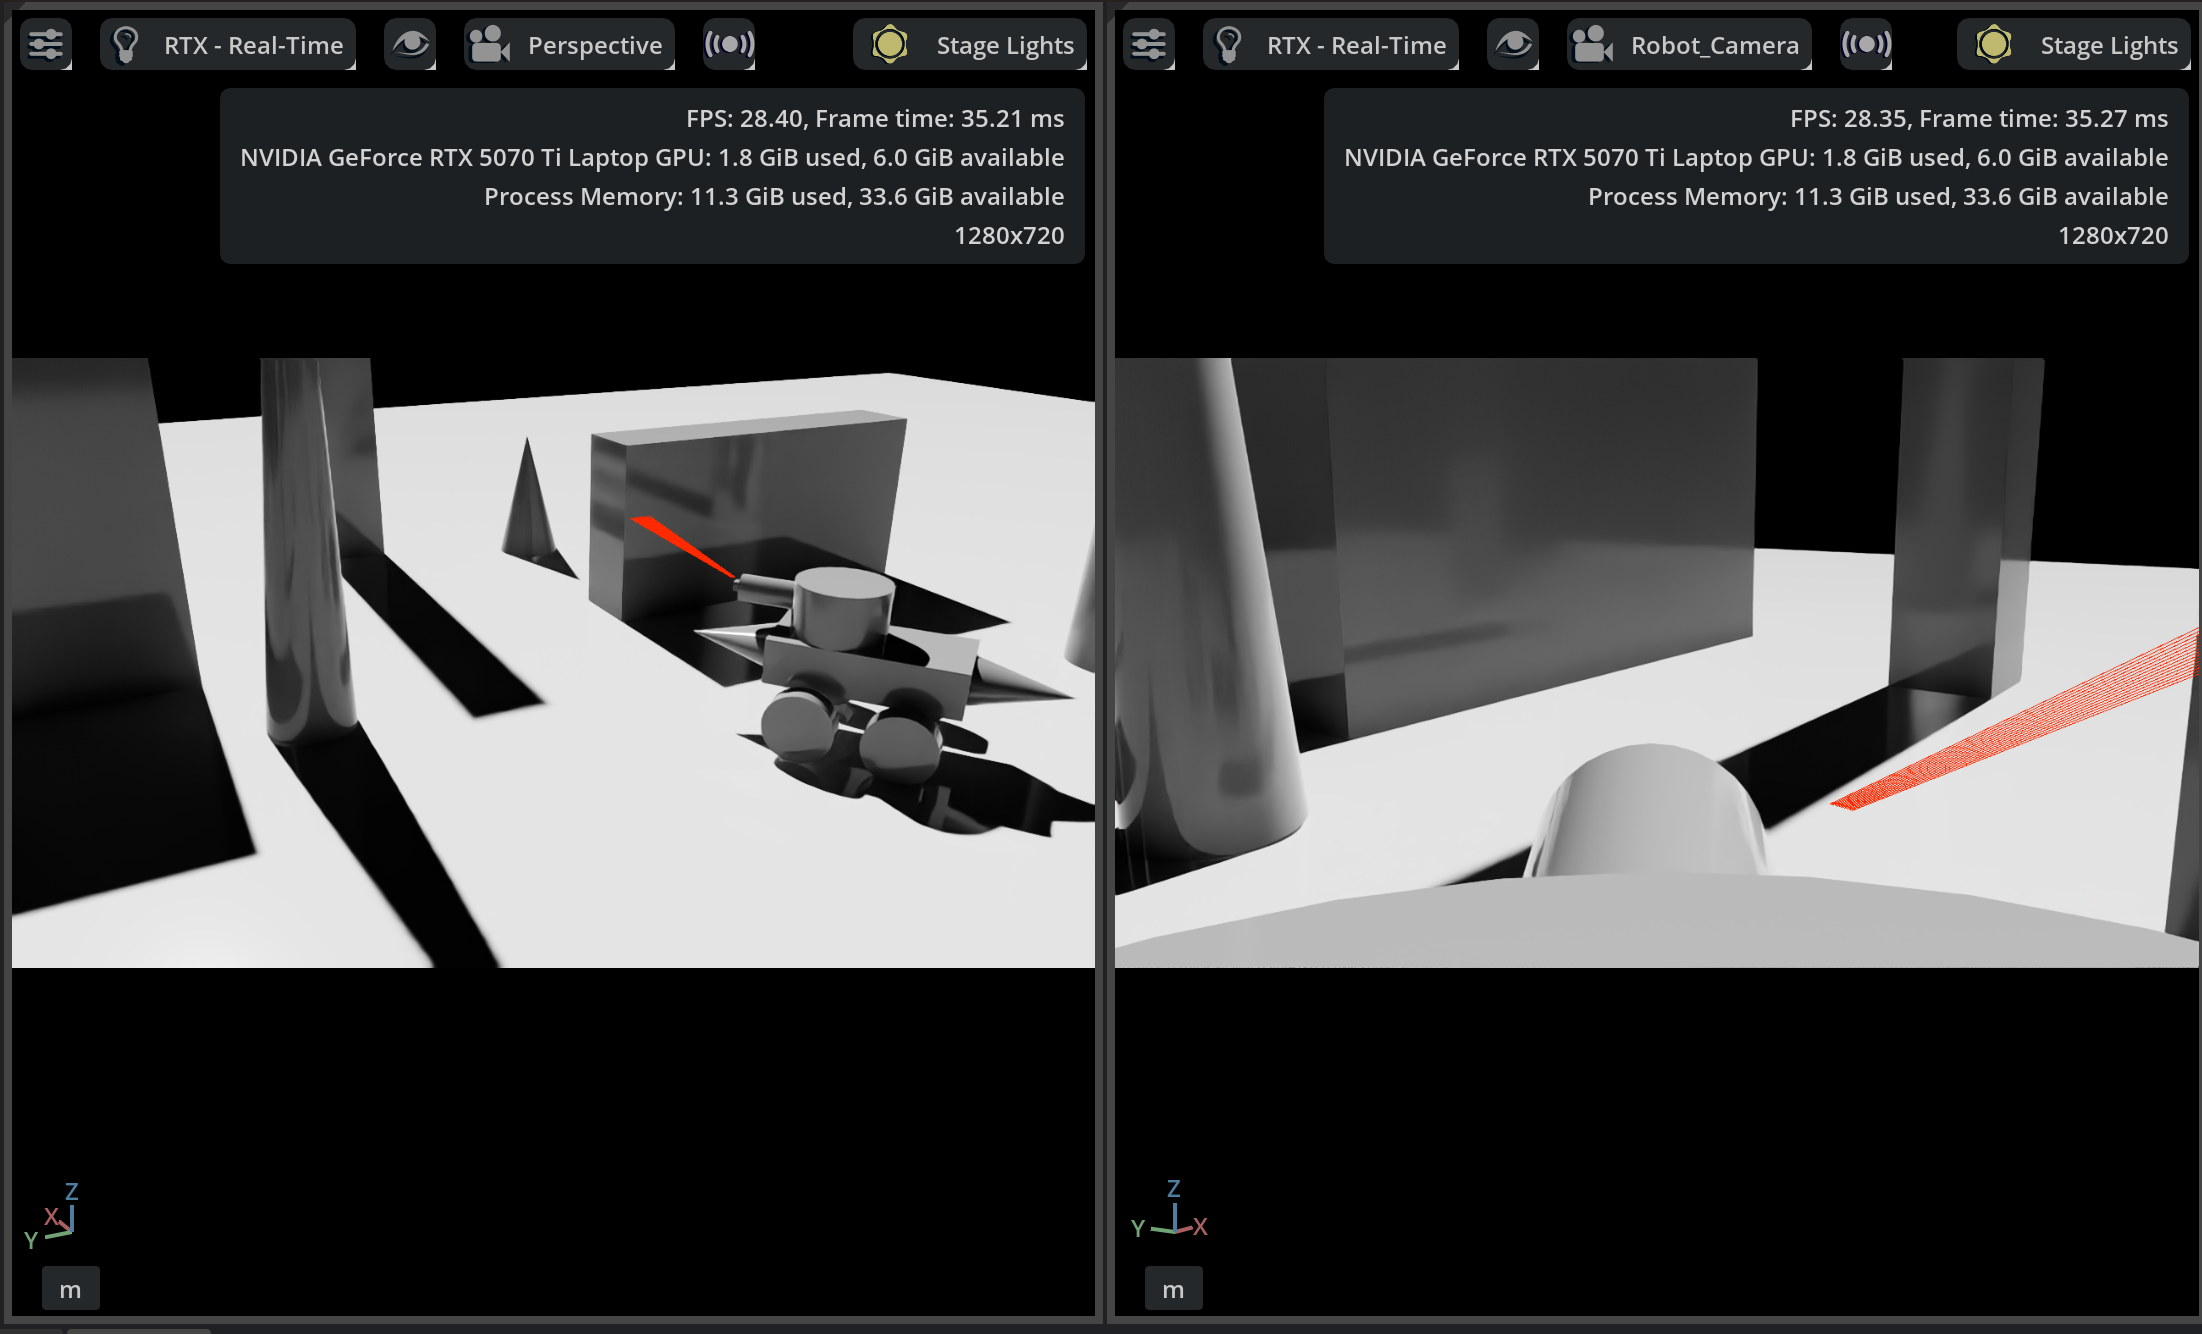 RTX - Real-Time
Perspective
Stage Lights
FPS: 28.40, Frame time: 35.21 ms
NVIDIA GeForce RTX 5070 Ti Laptop GPU: 1.8 GiB used, 6.0 GiB available
Process Memory: 11.3 GiB used, 33.6 GiB available
1280x720
Z
X
Y
m
RTX - Real-Time
Robot_Camera
Stage Lights
FPS: 28.35, Frame time: 35.27 ms
NVIDIA GeForce RTX 5070 Ti Laptop GPU: 1.8 GiB used, 6.0 GiB available
Process Memory: 11.3 GiB used, 33.6 GiB available
1280x720
Z
Y X
m